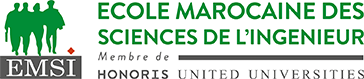 EMSI
ECOLE MAROCAINE DES
SCIENCES DE L'INGENIEUR
Membre de
HONORIS UNITED UNIVERSITIES